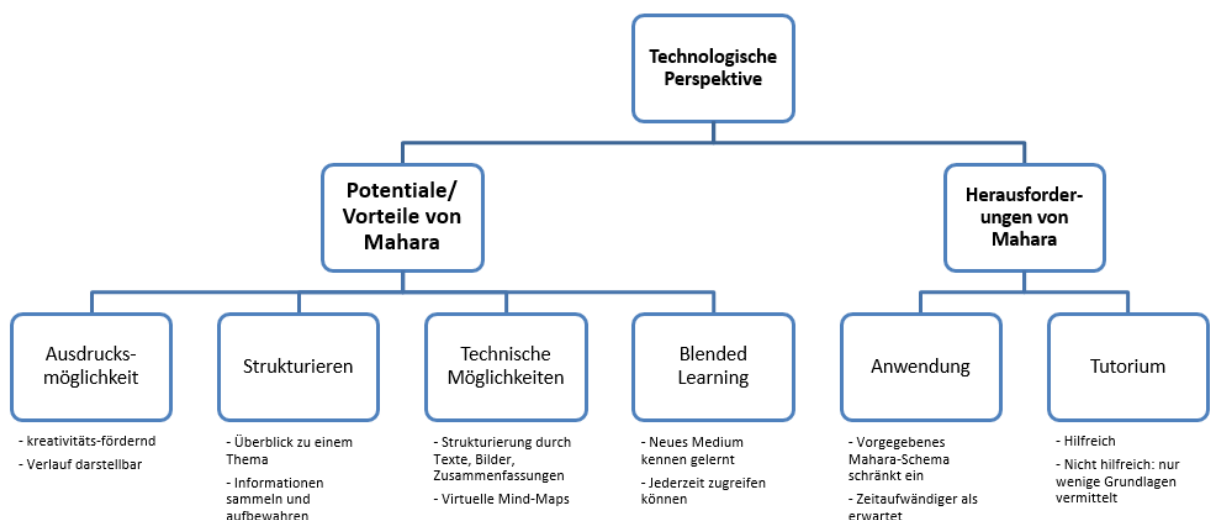 Technologische
Perspektive
Potentiale/
Vorteile von
Mahara
Herausforder-
ungen von
Mahara
Ausdrucks-
möglichkeit
Strukturieren
Technische
Möglichkeiten
Blended
Learning
Anwendung
Tutorium
- kreativitäts-fördernd
- Verlauf darstellbar
- Überblick zu einem
Thema
- Informationen
sammeln und
aufbewahren
- Strukturierung durch
Texte, Bilder,
Zusammenfassungen
- Virtuelle Mind-Maps
- Neues Medium
kennen gelernt
- Jederzeit zugreifen
können
- Vorgegebenes
Mahara-Schema
schränkt ein
- Zeitaufwändiger als
erwartet
- Hilfreich
- Nicht hilfreich: nur
wenige Grundlagen
vermittelt